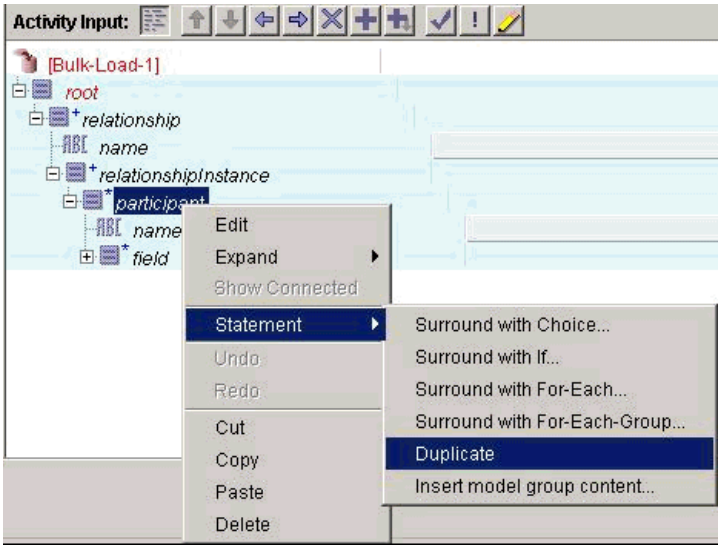 Activity Input:
[Bulk-Load-1]
root
+relationship
ABC name
+relationshipInstance
*participant
ABC name
*field
Edit
Expand
Show Connected
Statement
Undo
Redo
Cut
Copy
Paste
Delete
Surround with Choice...
Surround with If...
Surround with For-Each...
Surround with For-Each-Group...
Duplicate
Insert model group content...